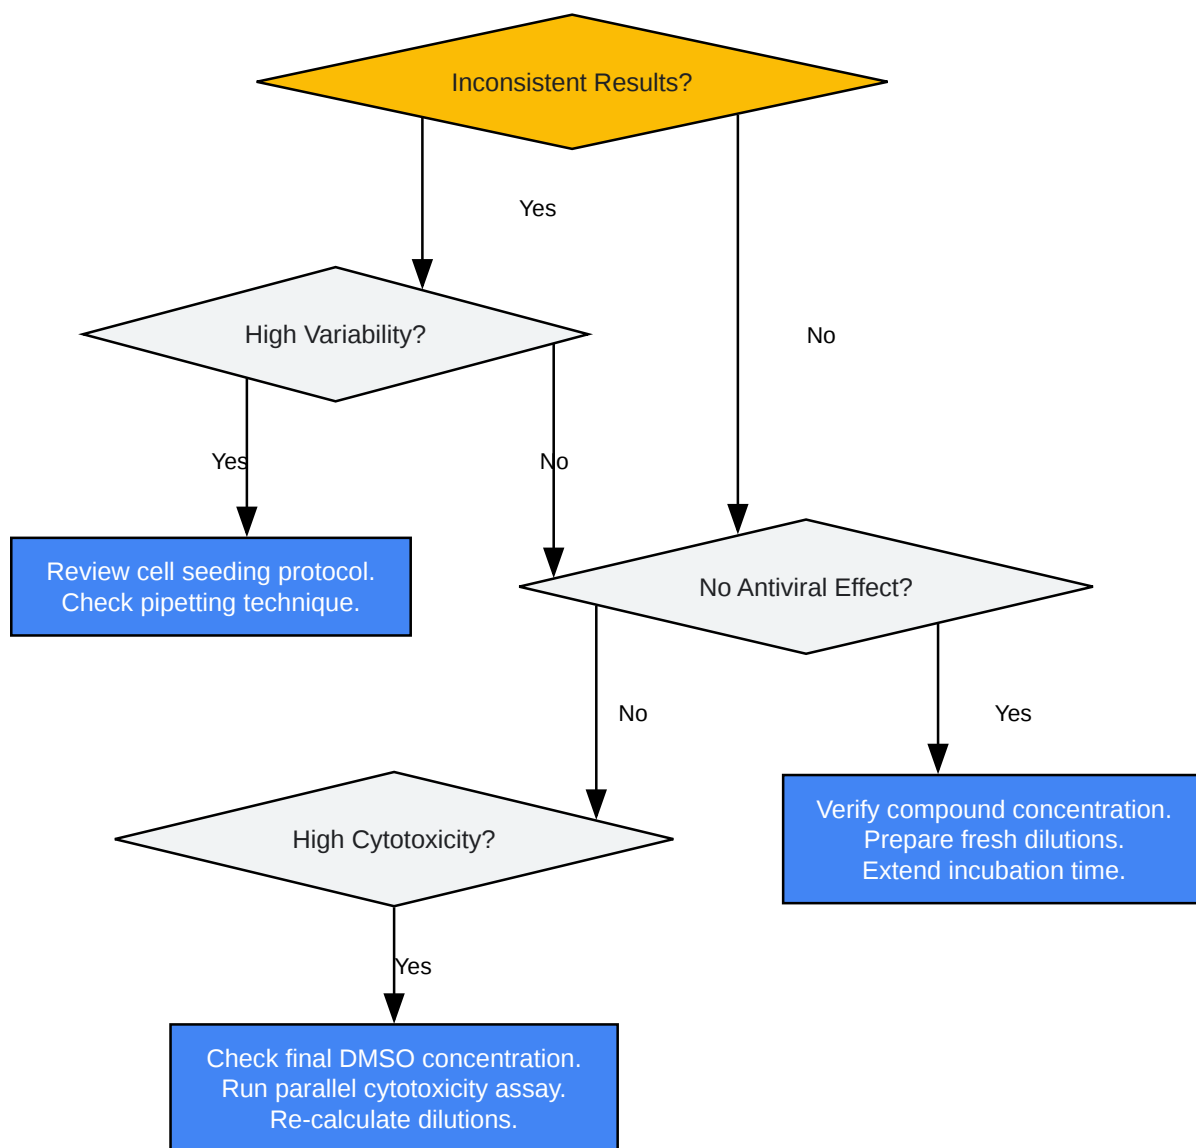 Inconsistent Results?
Yes
High Variability?
No
Yes
No
Review cell seeding protocol.
Check pipetting technique.
No Antiviral Effect?
No
Yes
High Cytotoxicity?
Verify compound concentration.
Prepare fresh dilutions.
Extend incubation time.
Yes
Check final DMSO concentration.
Run parallel cytotoxicity assay.
Re-calculate dilutions.